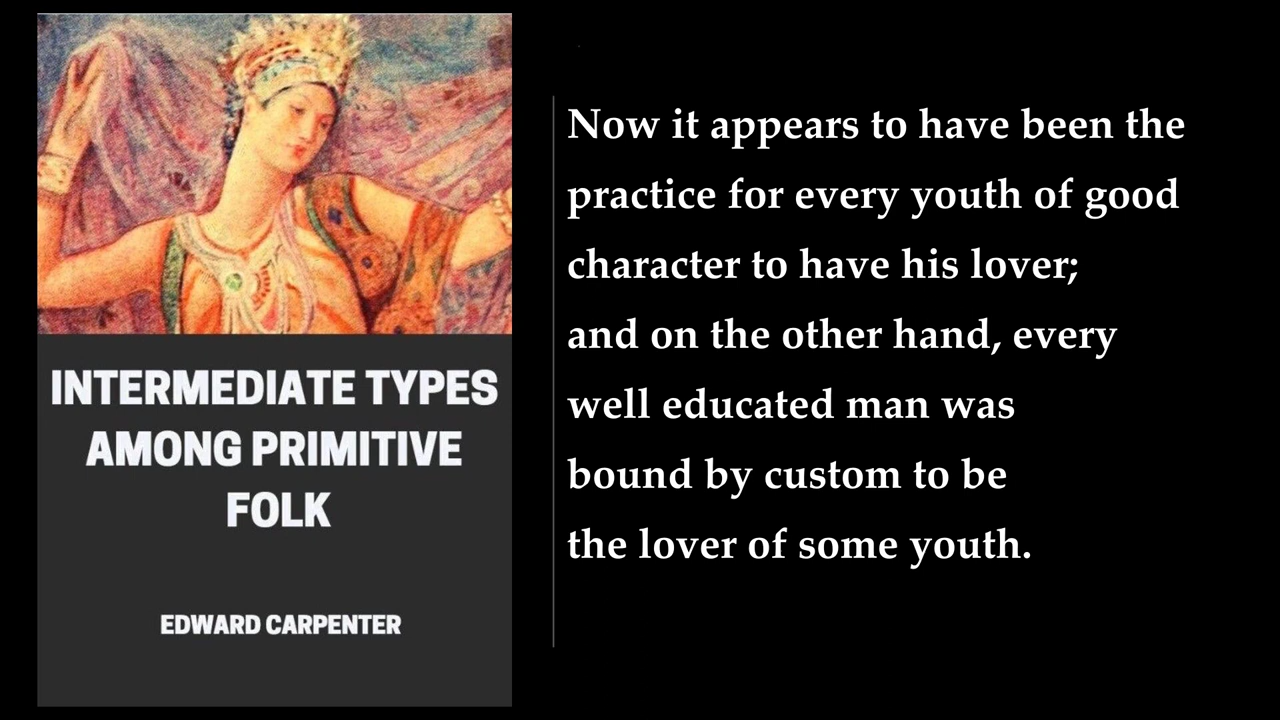 INTERMEDIATE TYPES
AMONG PRIMITIVE
FOLK
EDWARD CARPENTER
Now it appears to have been the
practice for every youth of good
character to have his lover;
and on the other hand, every
well educated man was
bound by custom to be
the lover of some youth.